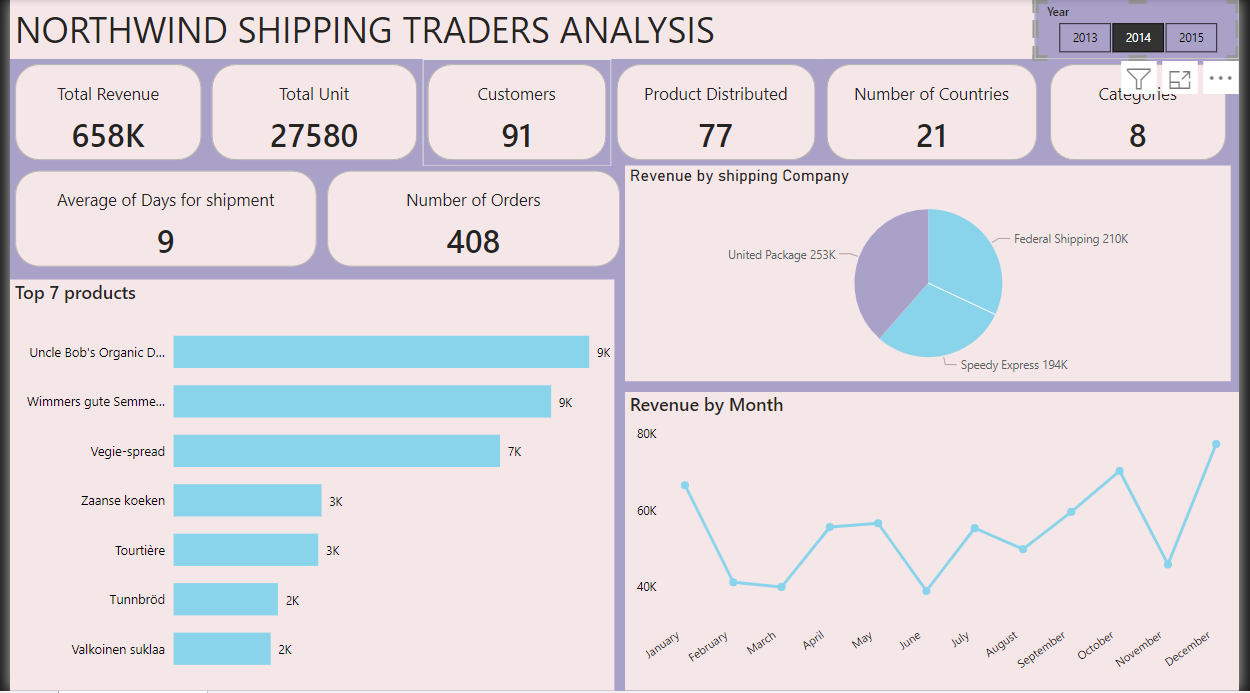 NORTHWIND SHIPPING TRADERS ANALYSIS
Year
2013 2014 2015
Total Revenue
658K
Total Unit
27580
Customers
91
Product Distributed
77
Number of Countries
21
Categories
8
Average of Days for shipment
9
Number of Orders
408
Revenue by shipping Company
Federal Shipping 210K
United Package 253K
Speedy Express 194K
Top 7 products
Uncle Bob's Organic D... 9K
Wimmers gute Semme... 9K
Vegie-spread 7K
Zaanse koeken 3K
Tourtière 3K
Tunnbröd 2K
Valkoinen suklaa 2K
Revenue by Month
80K
60K
40K
January February March April May June July August September October November December